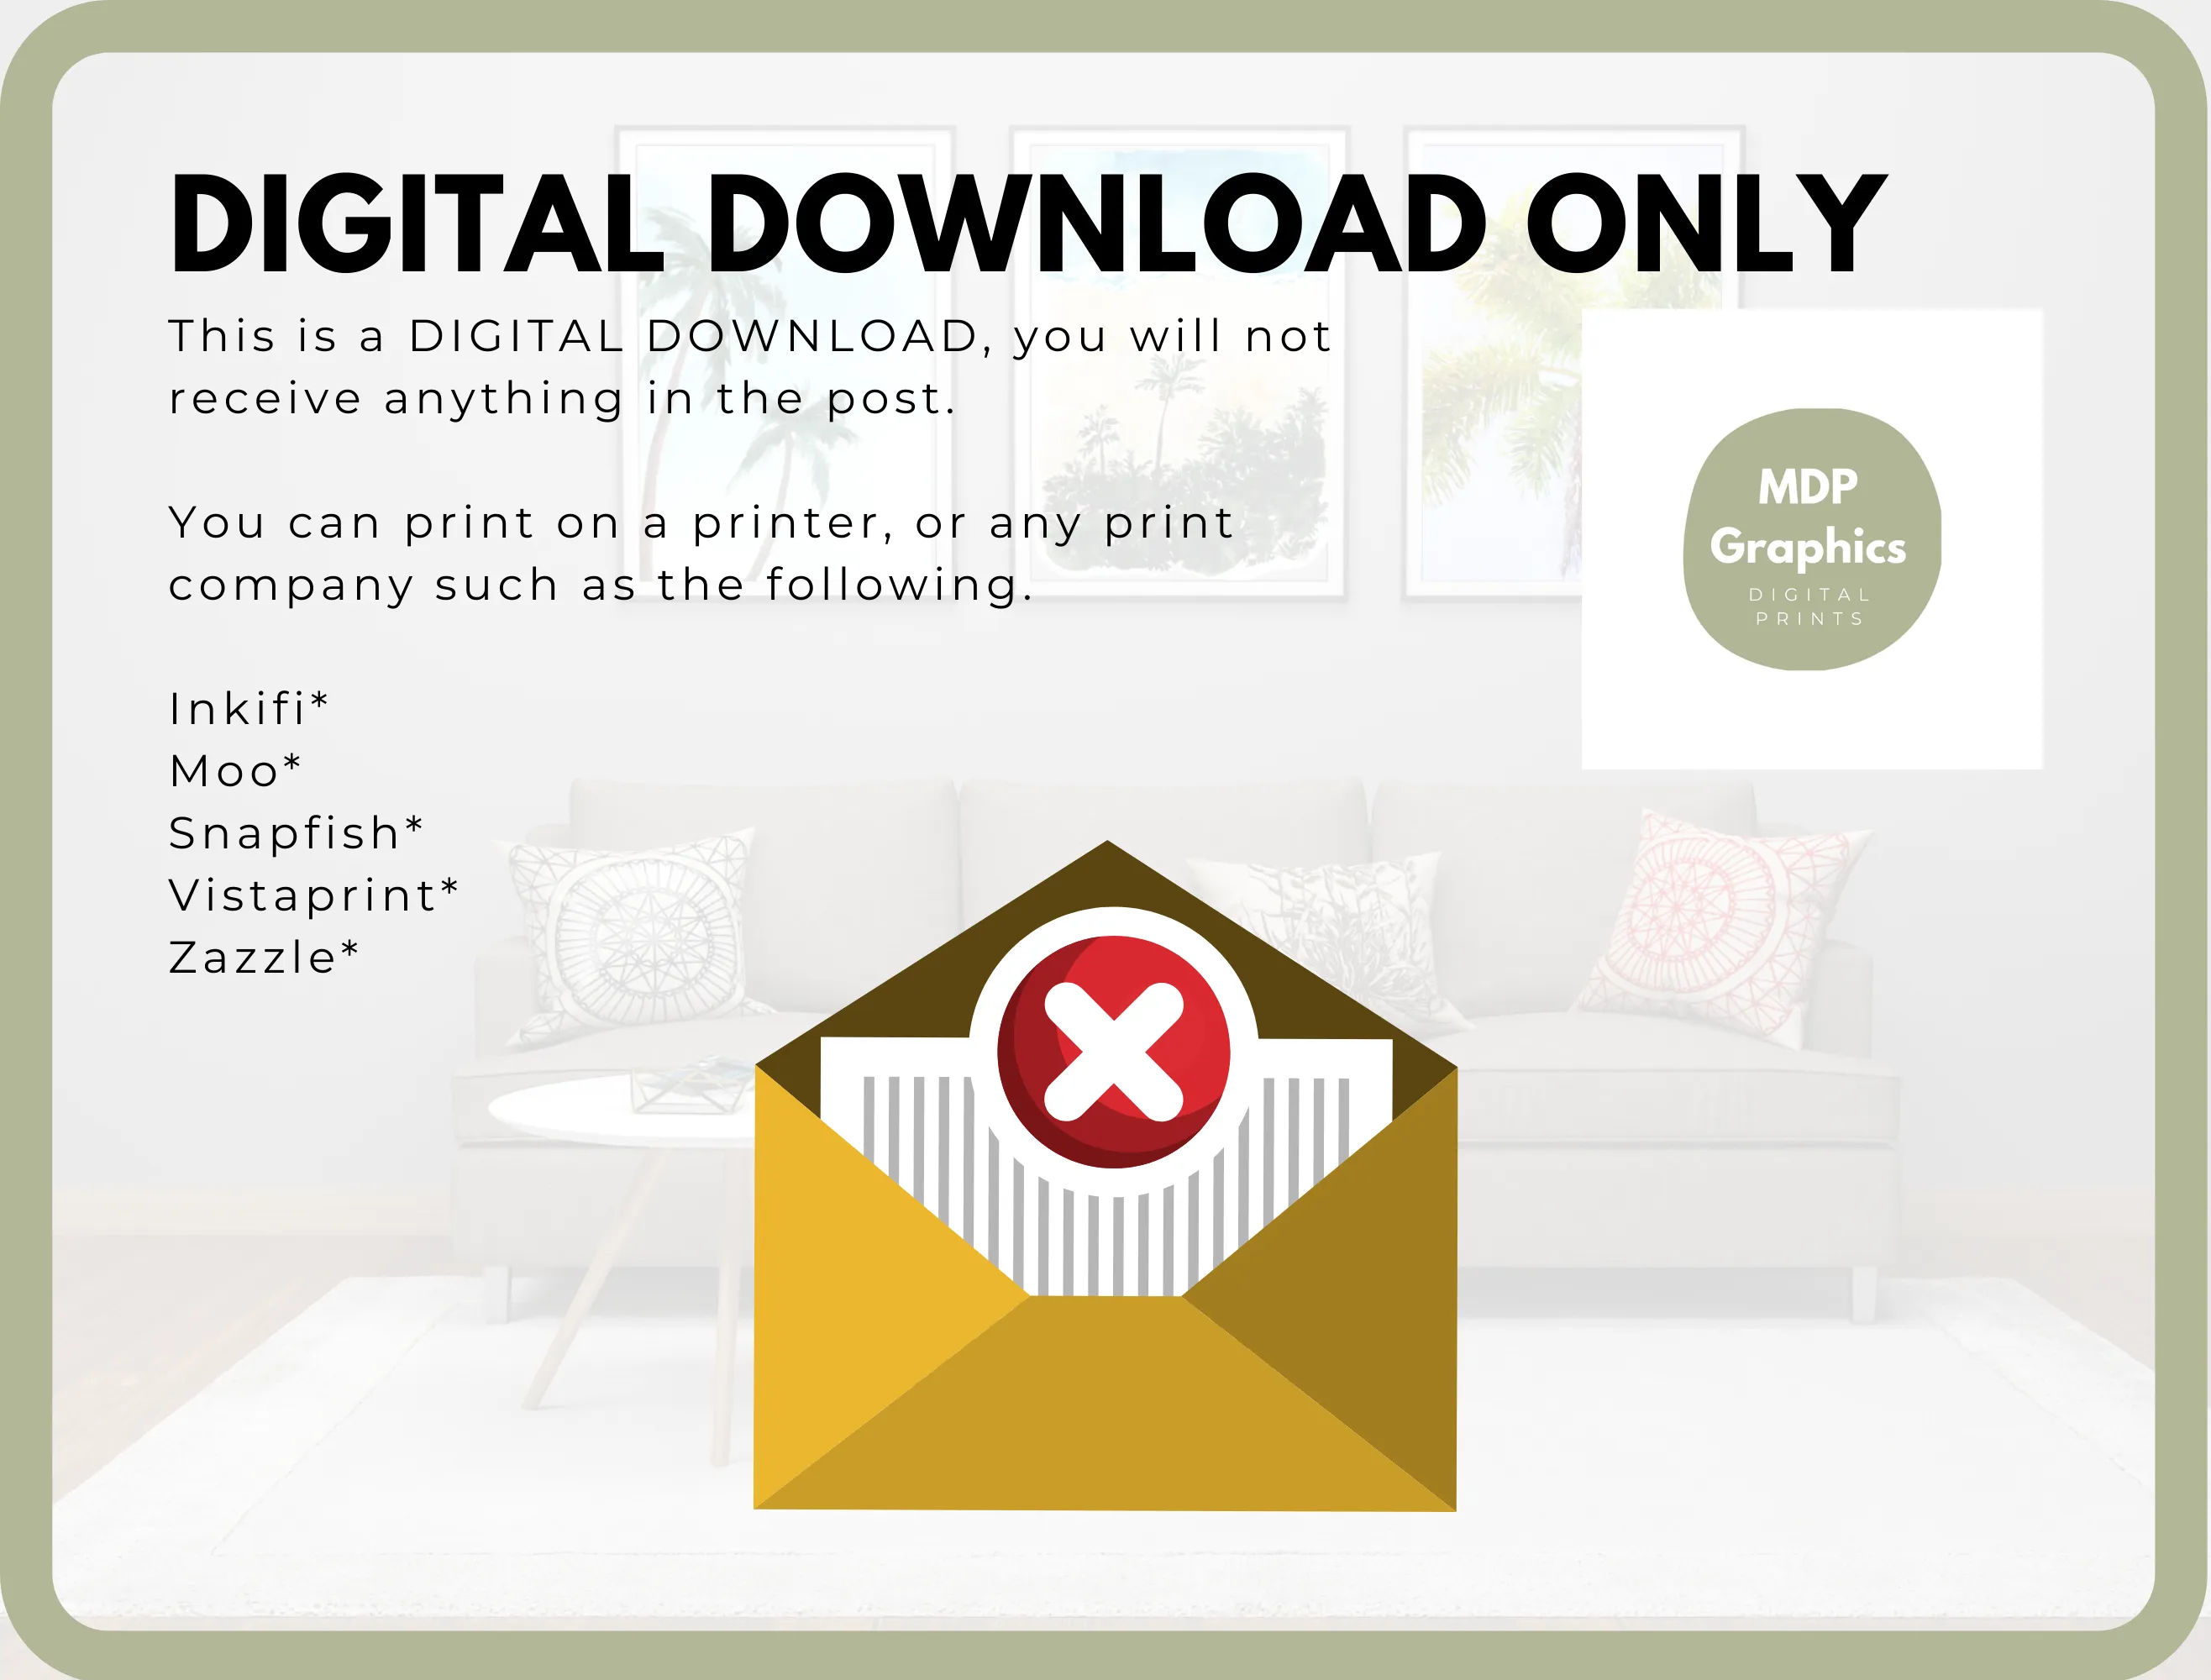 DIGITAL DOWNLOAD ONLY
This is a DIGITAL DOWNLOAD, you will not
receive anything in the post.
You can print on a printer, or any print
company such as the following.
Inkifi*
Moo*
Snapfish*
Vistaprint*
Zazzle*
MDP
Graphics
DIGITAL
PRINTS